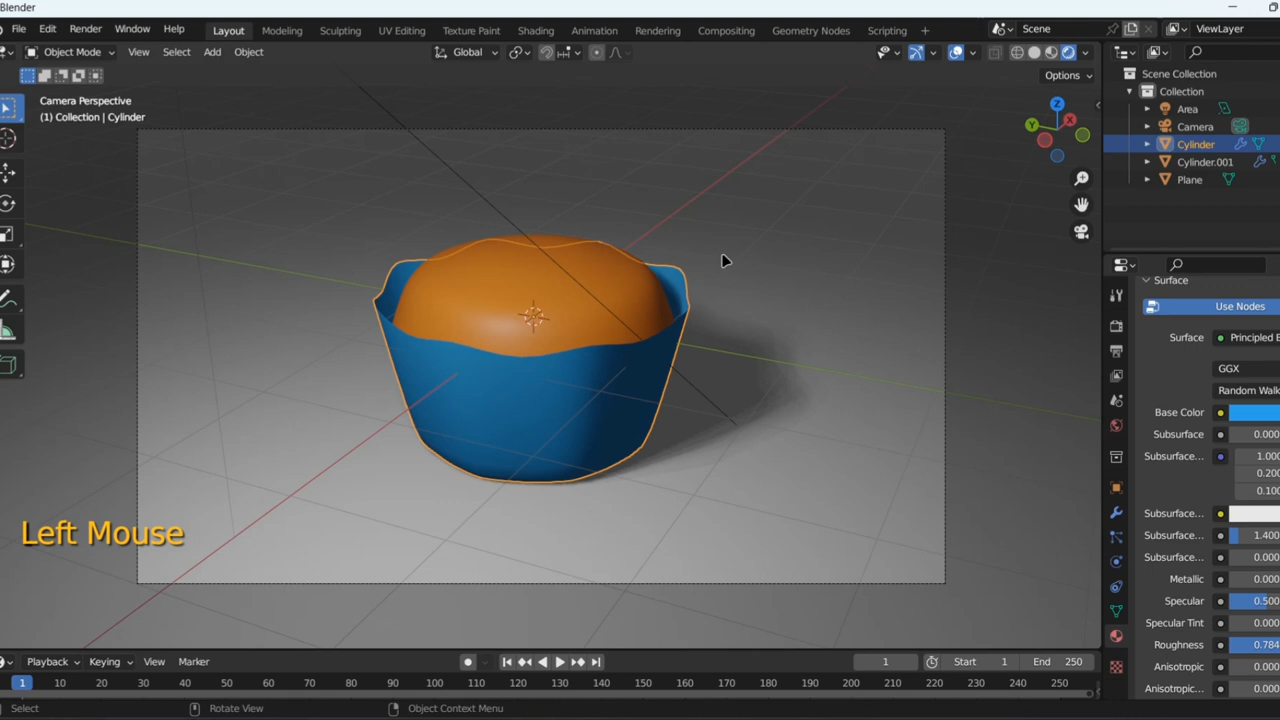 Blender
File Edit Render Window Help Layout Modeling Sculpting UV Editing Texture Paint Shading Animation Rendering Compositing Geometry Nodes Scripting + Scene ViewLayer
Object Mode View Select Add Object Global
Options
Camera Perspective
(1) Collection | Cylinder
Z
Y
X
Scene Collection
Collection
Area
Camera
Cylinder
Cylinder.001
Plane
Surface
Use Nodes
Surface Principled B
GGX
Random Walk
Base Color
Subsurface 0.000
Subsurface... 1.000
0.200
0.100
Subsurface...
Subsurface... 1.400
Subsurface... 0.000
Metallic 0.000
Specular 0.500
Specular Tint 0.000
Roughness 0.784
Anisotropic 0.000
Anisotropic... 0.000
Left Mouse
Playback Keying View Marker 1 Start 1 End 250
1 10 20 30 40 50 60 70 80 90 100 110 120 130 140 150 160 170 180 190 200 210 220 230 240 250
Select Rotate View Object Context Menu